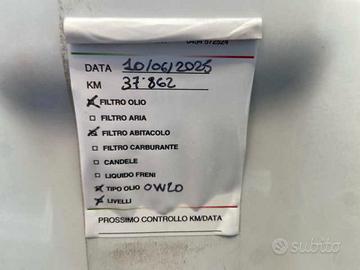 DATA 10/06/2025
KM 37'862
FILTRO OLIO
FILTRO ARIA
FILTRO ABITACOLO
FILTRO CARBURANTE
CANDELE
LIQUIDO FRENI
TIPO OLIO 0W20
LIVELLI
PROSSIMO CONTROLLO KM/DATA
subito